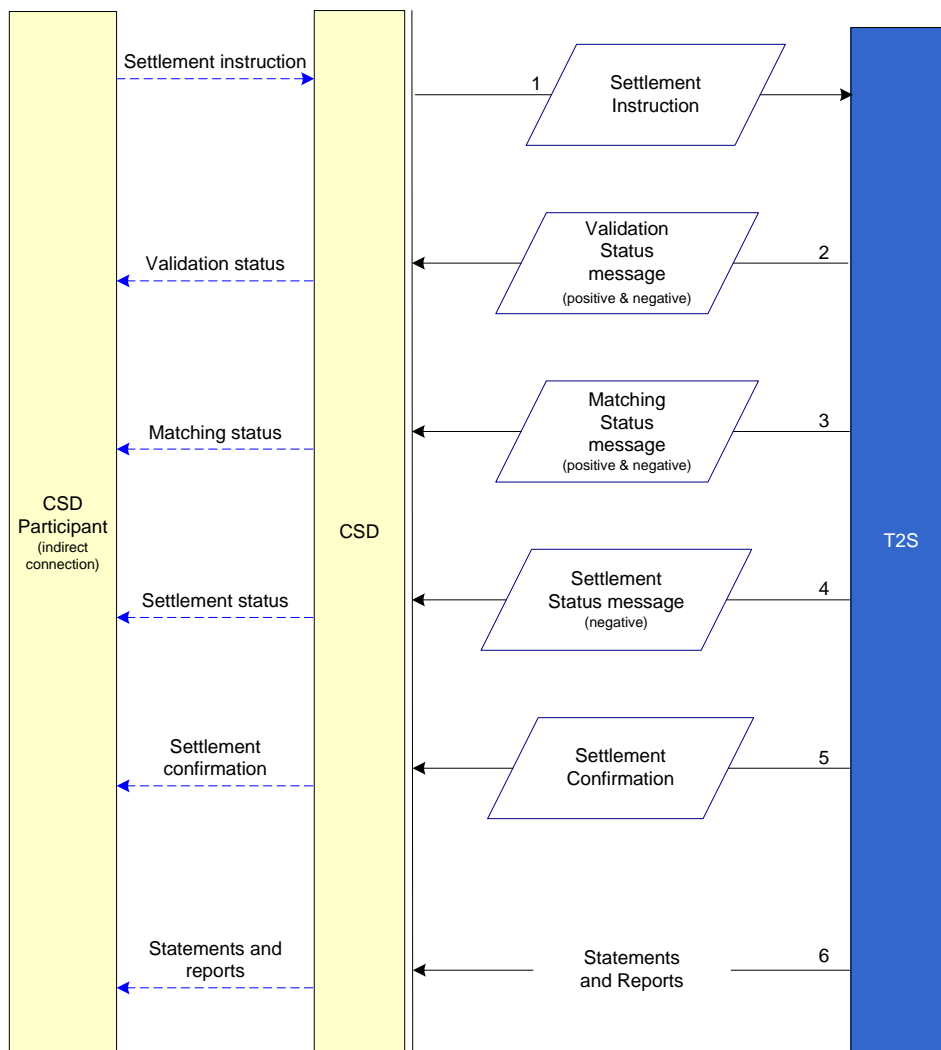 Settlement instruction
1
Settlement
Instruction
Validation
Status
message
(positive & negative)
2
Validation status
Matching
Status
message
(positive & negative)
3
Matching status
CSD
Participant
(indirect
connection)
CSD
T2S
Settlement
Status message
(negative)
4
Settlement status
Settlement
confirmation
Settlement
Confirmation
5
Statements and
reports
Statements
and Reports
6